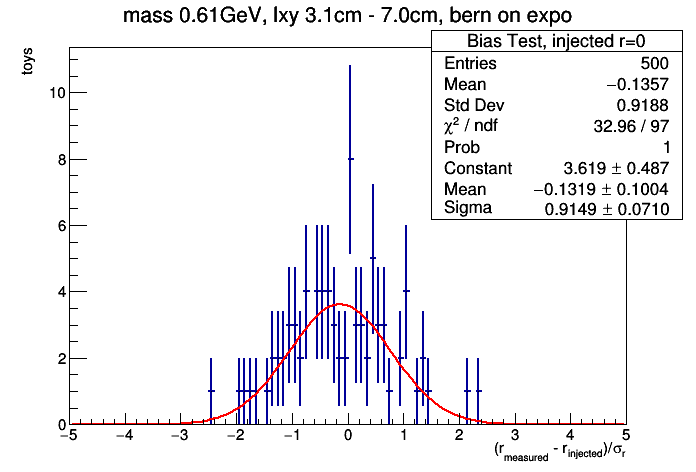 mass 0.61GeV, lxy 3.1cm - 7.0cm, bern on expo
toys
Bias Test, injected r=0
Entries 500
Mean −0.1357
Std Dev 0.9188
χ² / ndf 32.96 / 97
Prob 1
Constant 3.619 ± 0.487
Mean −0.1319 ± 0.1004
Sigma 0.9149 ± 0.0710
10
8
6
4
2
0
−5 −4 −3 −2 −1 0 1 2 3 4 5
(r_measured - r_injected)/σ_r